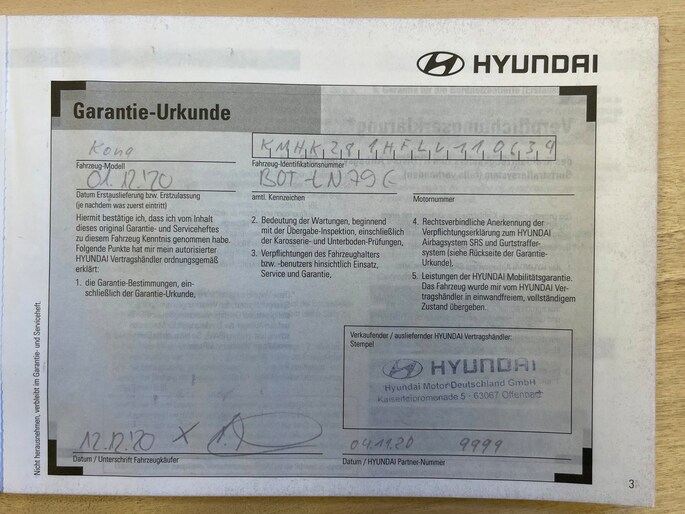 HYUNDAI
Garantie-Urkunde
Kona
KMHK281HFLU110634
Fahrzeug-Modell
Fahrzeug-Identifikationsnummer
01.12.'20
BOT-LN79E
Datum Erstauslieferung bzw. Erstzulassung
(je nachdem was zuerst eintritt)
amtl. Kennzeichen
Motornummer
Hiermit bestätige ich, dass ich vom Inhalt
dieses original Garantie- und Serviceheftes
zu diesem Fahrzeug Kenntnis genommen habe.
Folgende Punkte hat mir mein autorisierter
HYUNDAI Vertragshändler ordnungsgemäß
erklärt:
1. die Garantie-Bestimmungen, ein-
schließlich der Garantie-Urkunde,
2. Bedeutung der Wartungen, beginnend
mit der Übergabe-Inspektion, einschließlich
der Karosserie- und Unterboden-Prüfungen,
3. Verpflichtungen des Fahrzeughalters
bzw. -benutzers hinsichtlich Einsatz,
Service und Garantie,
4. Rechtsverbindliche Anerkennung der
Verpflichtungserklärung zum HYUNDAI
Airbagsystem SRS und Gurtstraffer-
system (siehe Rückseite der Garantie-
Urkunde),
5. Leistungen der HYUNDAI Mobilitätsgarantie.
Das Fahrzeug wurde mir vom HYUNDAI Ver-
tragshändler in einwandfreiem, vollständigem
Zustand übergeben.
Verkaufender / ausliefernder HYUNDAI Vertragshändler:
Stempel
HYUNDAI
Hyundai Motor Deutschland GmbH
Kaiserleipromenade 5 · 63067 Offenbach
12.12.'20 X
04.11.20 9999
Datum / Unterschrift Fahrzeugkäufer
Datum / HYUNDAI Partner-Nummer
Nicht herausnehmen, verbleibt im Garantie- und Serviceheft.
3